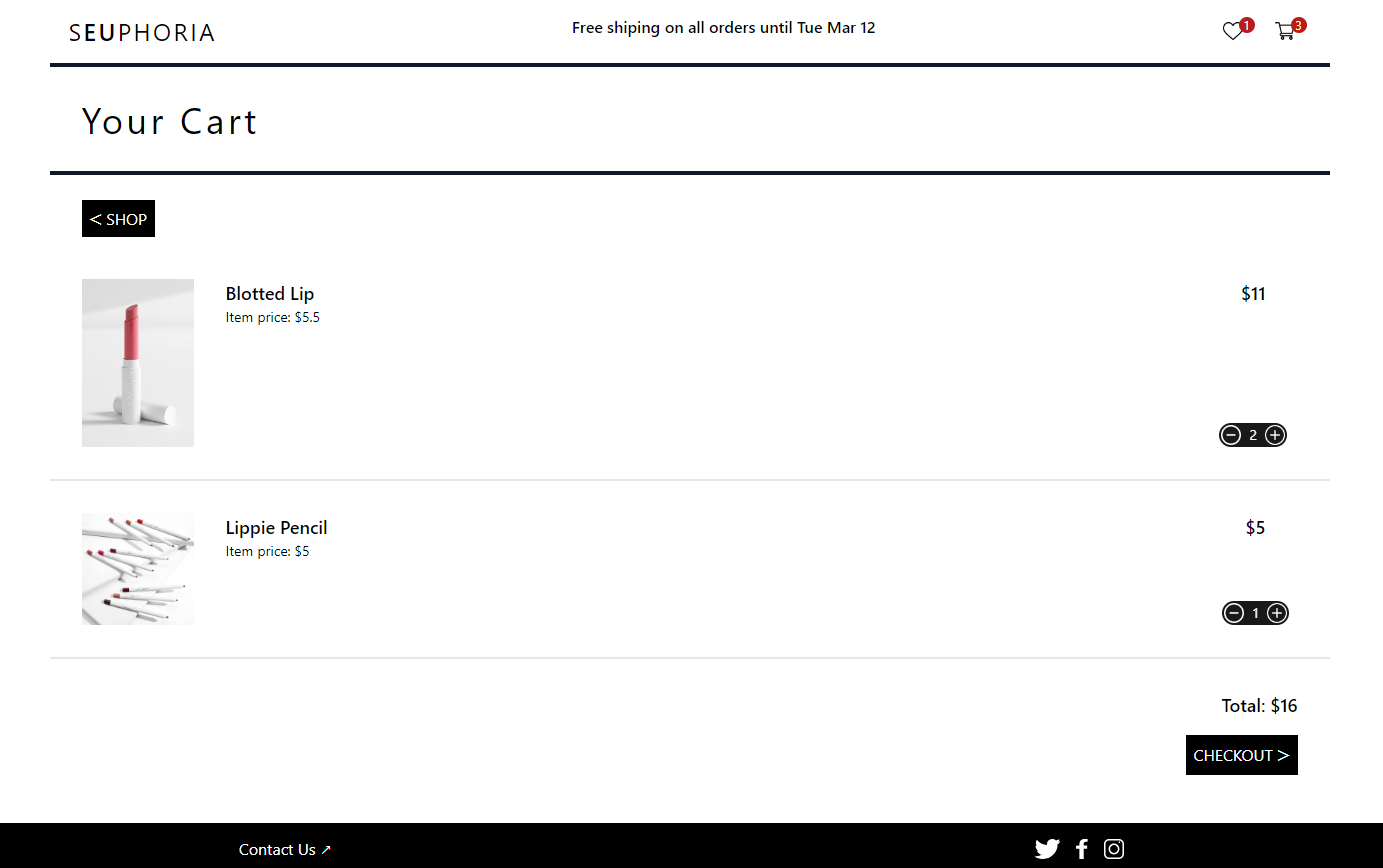 SEUPHORIA
Free shiping on all orders until Tue Mar 12
1
3
Your Cart
< SHOP
Blotted Lip
$11
Item price: $5.5
2
Lippie Pencil
$5
Item price: $5
1
Total: $16
CHECKOUT >
Contact Us ↗